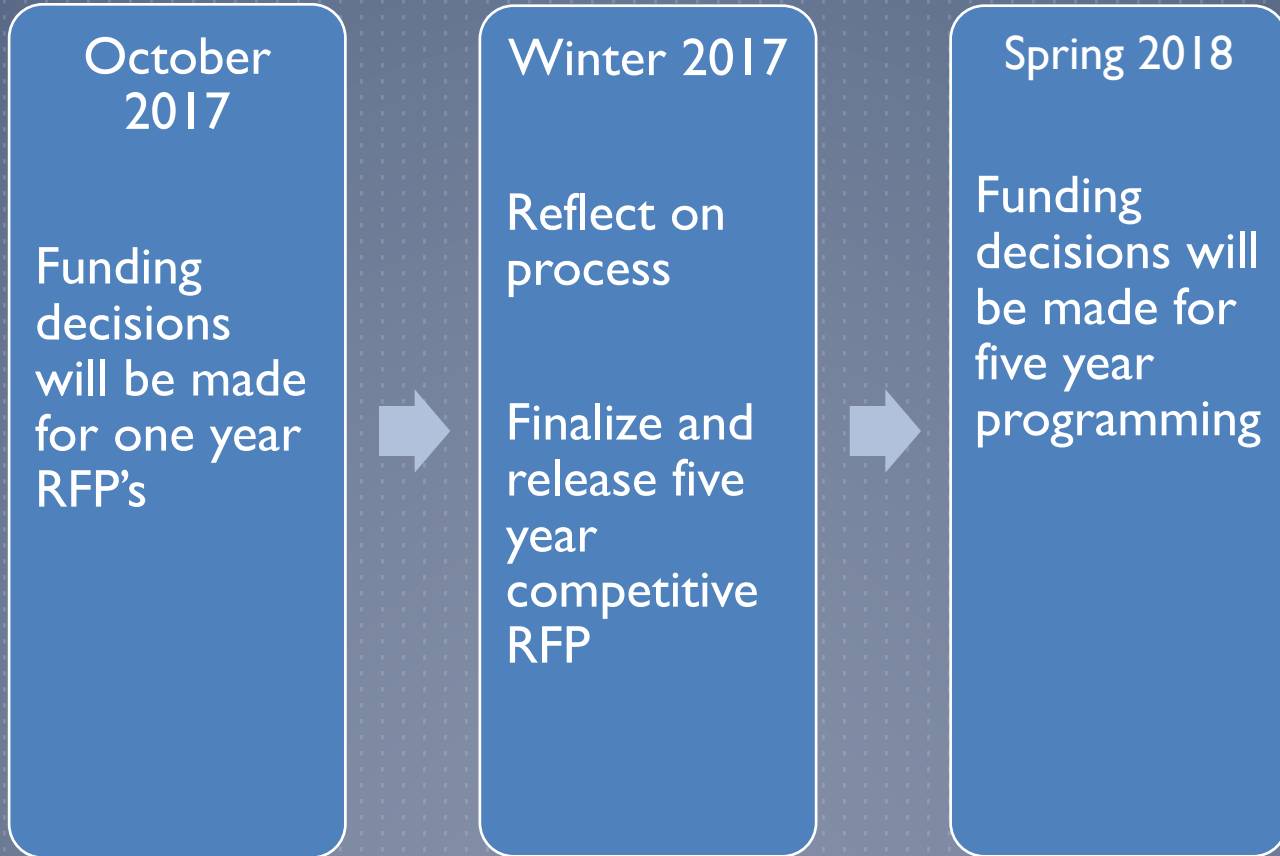 October
2017
Funding
decisions
will be made
for one year
RFP’s
Winter 2017
Reflect on
process
Finalize and
release five
year
competitive
RFP
Spring 2018
Funding
decisions will
be made for
five year
programming